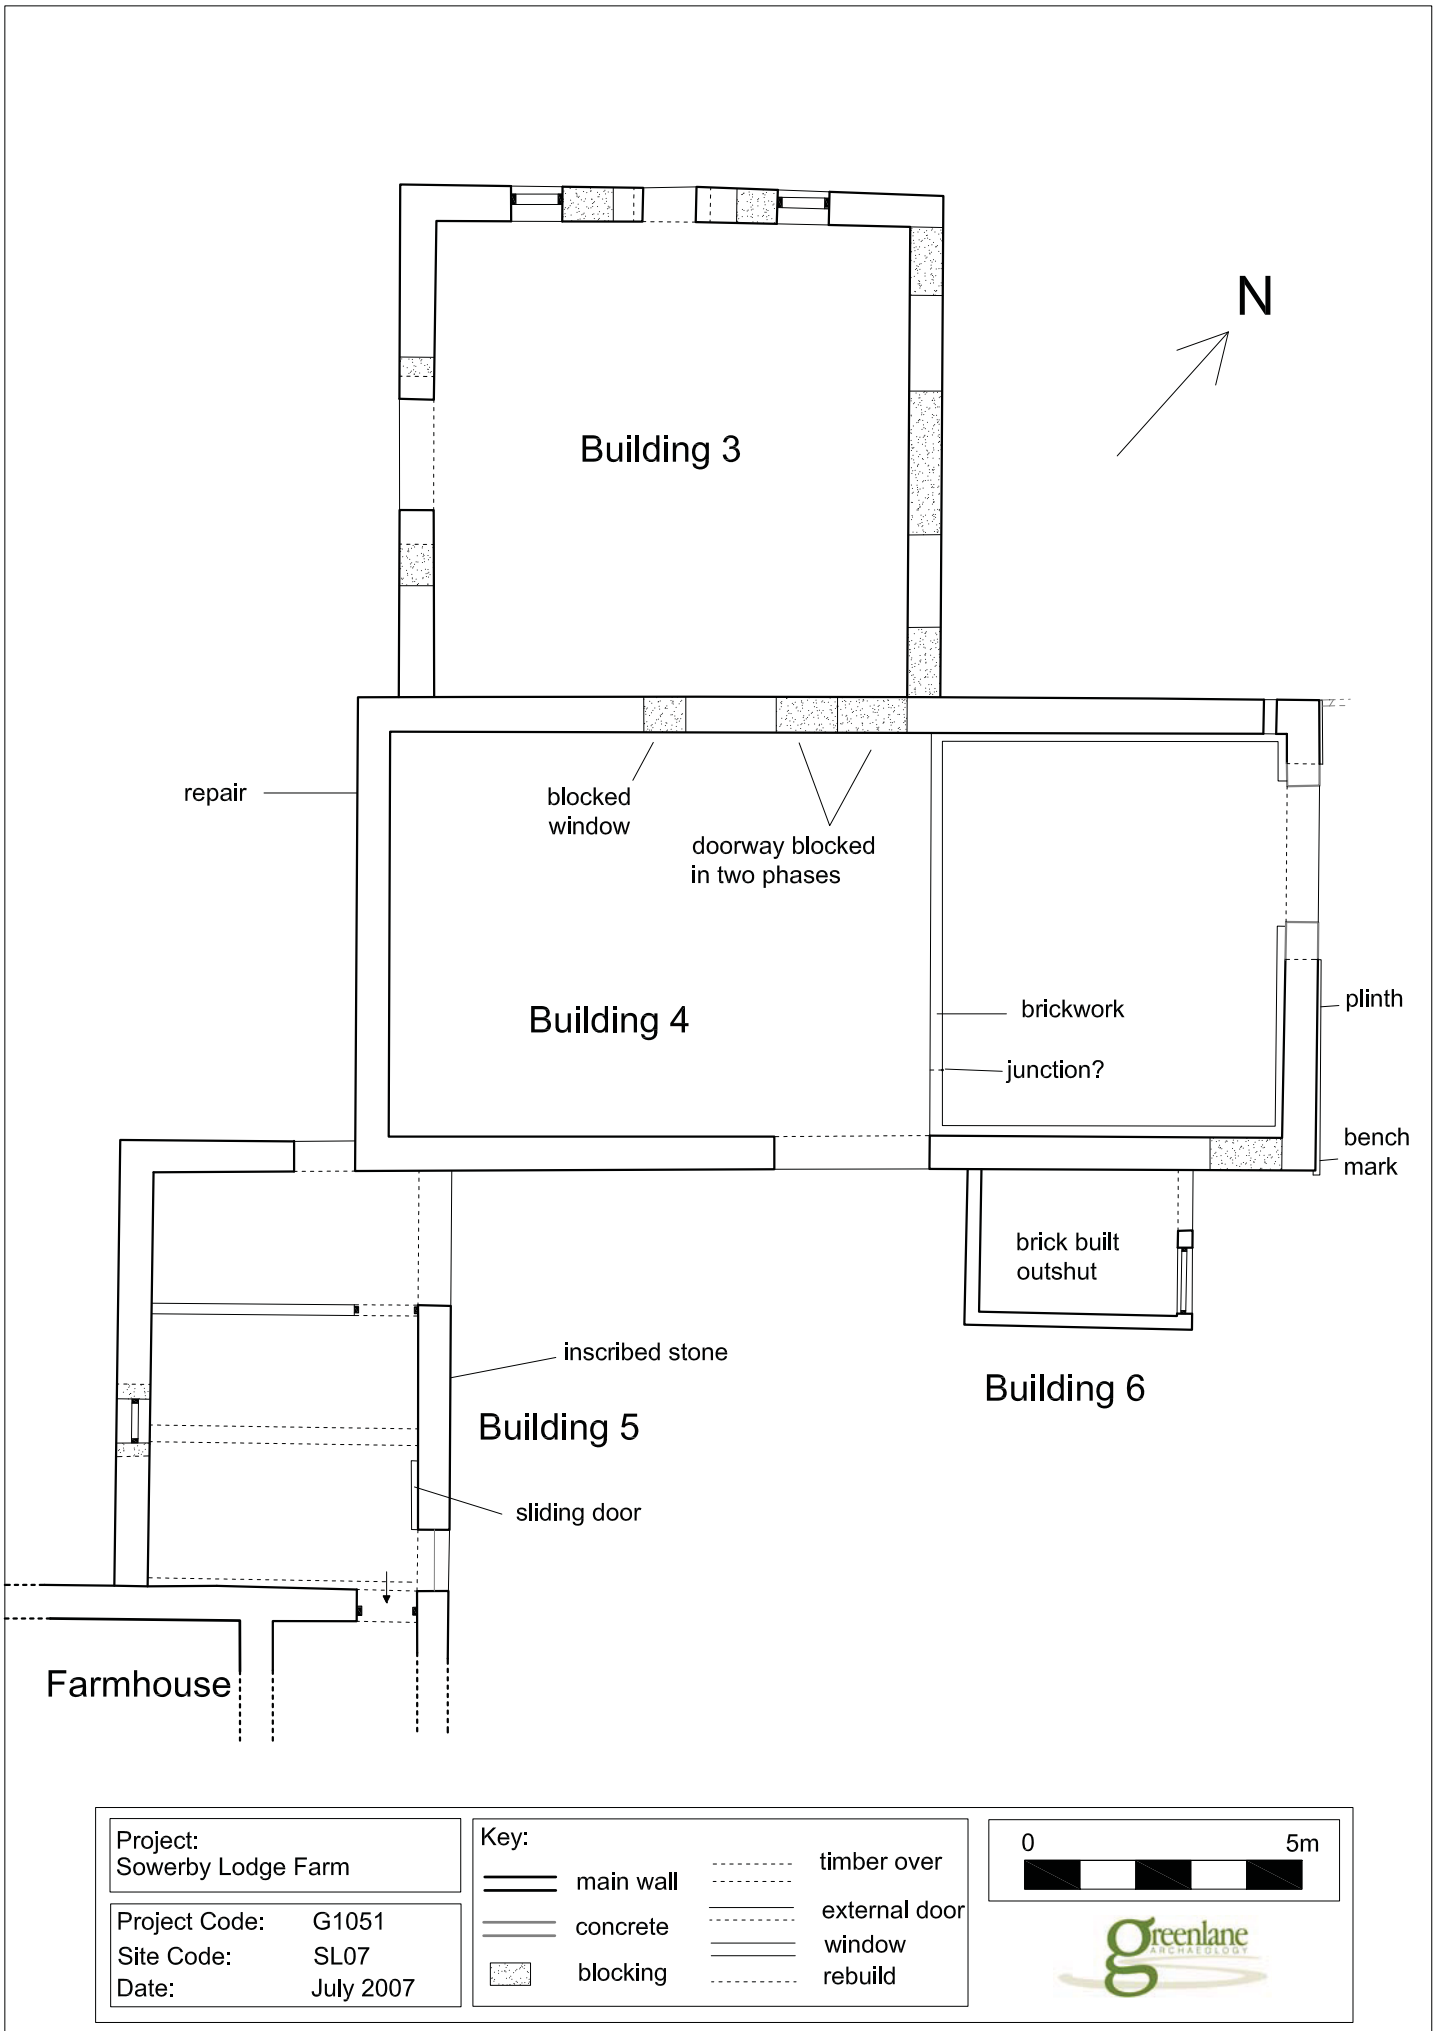 N
Building 3
repair
blocked
window
doorway blocked
in two phases
Building 4
brickwork
junction?
plinth
bench
mark
brick built
outshut
inscribed stone
Building 5
Building 6
sliding door
Farmhouse
Project:
Sowerby Lodge Farm
Project Code: G1051
Site Code: SL07
Date: July 2007
Key:
main wall
concrete
blocking
timber over
external door
window
rebuild
0 5m
greenlane
ARCHAEOLOGY